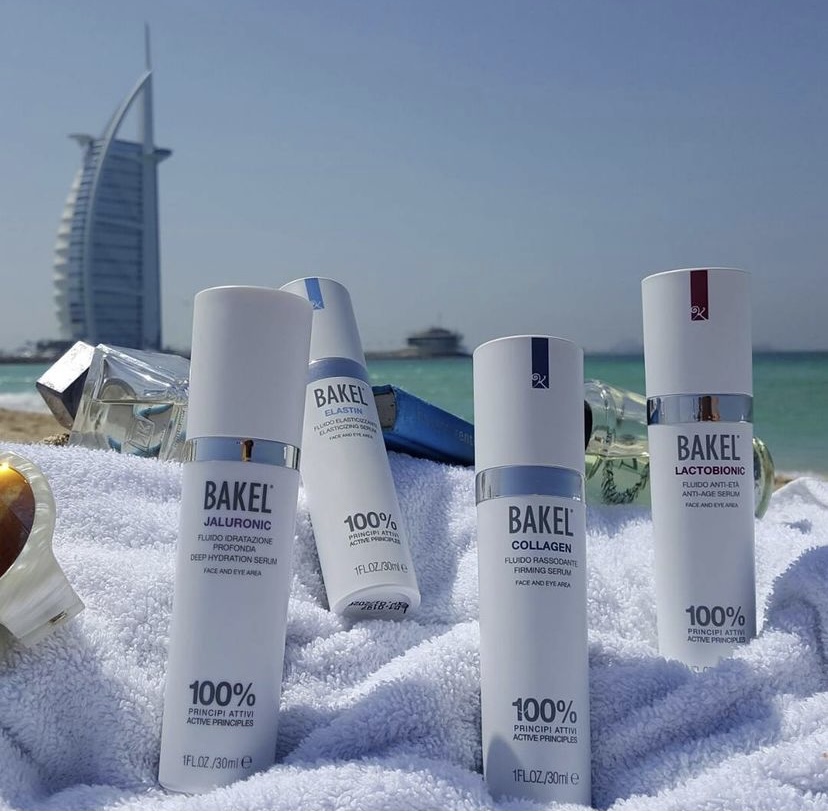 BAKEL
JALURONIC
FLUIDO IDRATAZIONE
PROFONDA
DEEP HYDRATION SERUM
FACE AND EYE AREA
100%
PRINCIPI ATTIVI
ACTIVE PRINCIPLES
1FL.OZ./30ml e
BAKEL
ELASTIN
FLUIDO ELASTICIZZANTE
ELASTICIZING SERUM
FACE AND EYE AREA
100%
PRINCIPI ATTIVI
ACTIVE PRINCIPLES
1FL.OZ./30ml e
BAKEL
COLLAGEN
FLUIDO RASSODANTE
FIRMING SERUM
FACE AND EYE AREA
100%
PRINCIPI ATTIVI
ACTIVE PRINCIPLES
1FL.OZ./30ml e
BAKEL
LACTOBIONIC
FLUIDO ANTI-ETÀ
ANTI-AGE SERUM
FACE AND EYE AREA
100%
PRINCIPI ATTIVI
ACTIVE PRINCIPLES